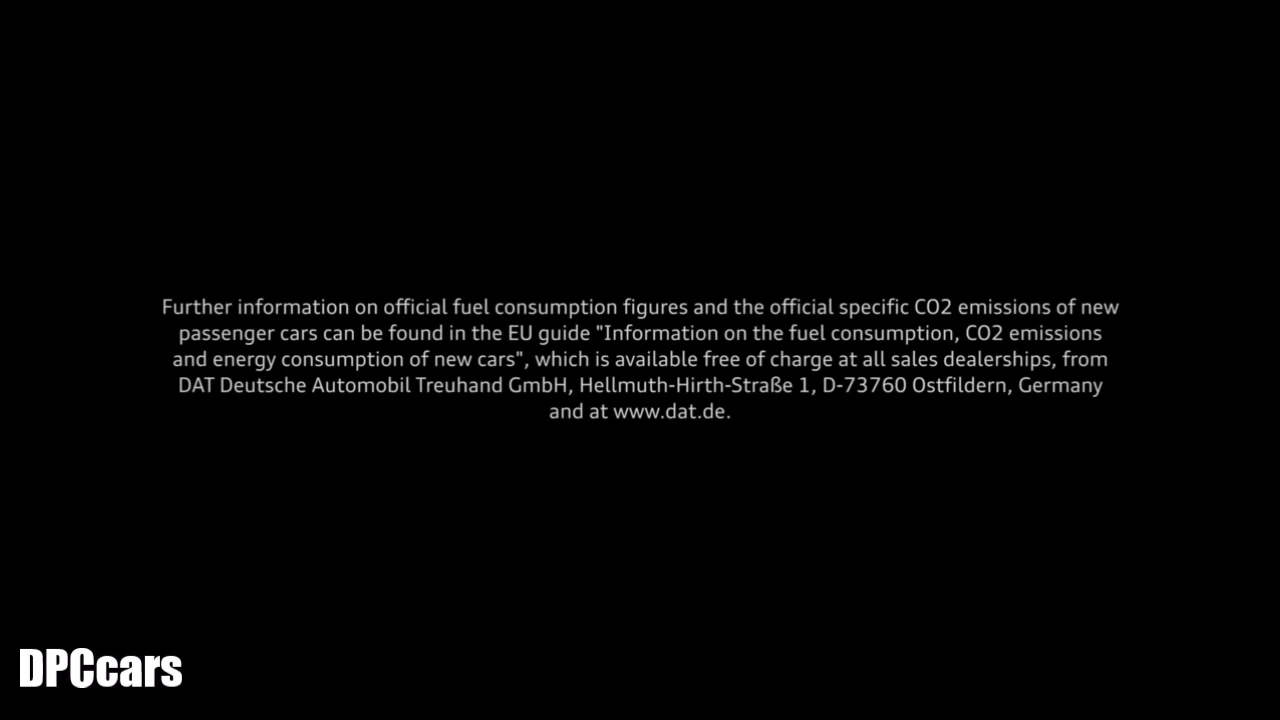 Further information on official fuel consumption figures and the official specific CO2 emissions of new
passenger cars can be found in the EU guide "Information on the fuel consumption, CO2 emissions
and energy consumption of new cars", which is available free of charge at all sales dealerships, from
DAT Deutsche Automobil Treuhand GmbH, Hellmuth-Hirth-Straße 1, D-73760 Ostfildern, Germany
and at www.dat.de.
DPCcars